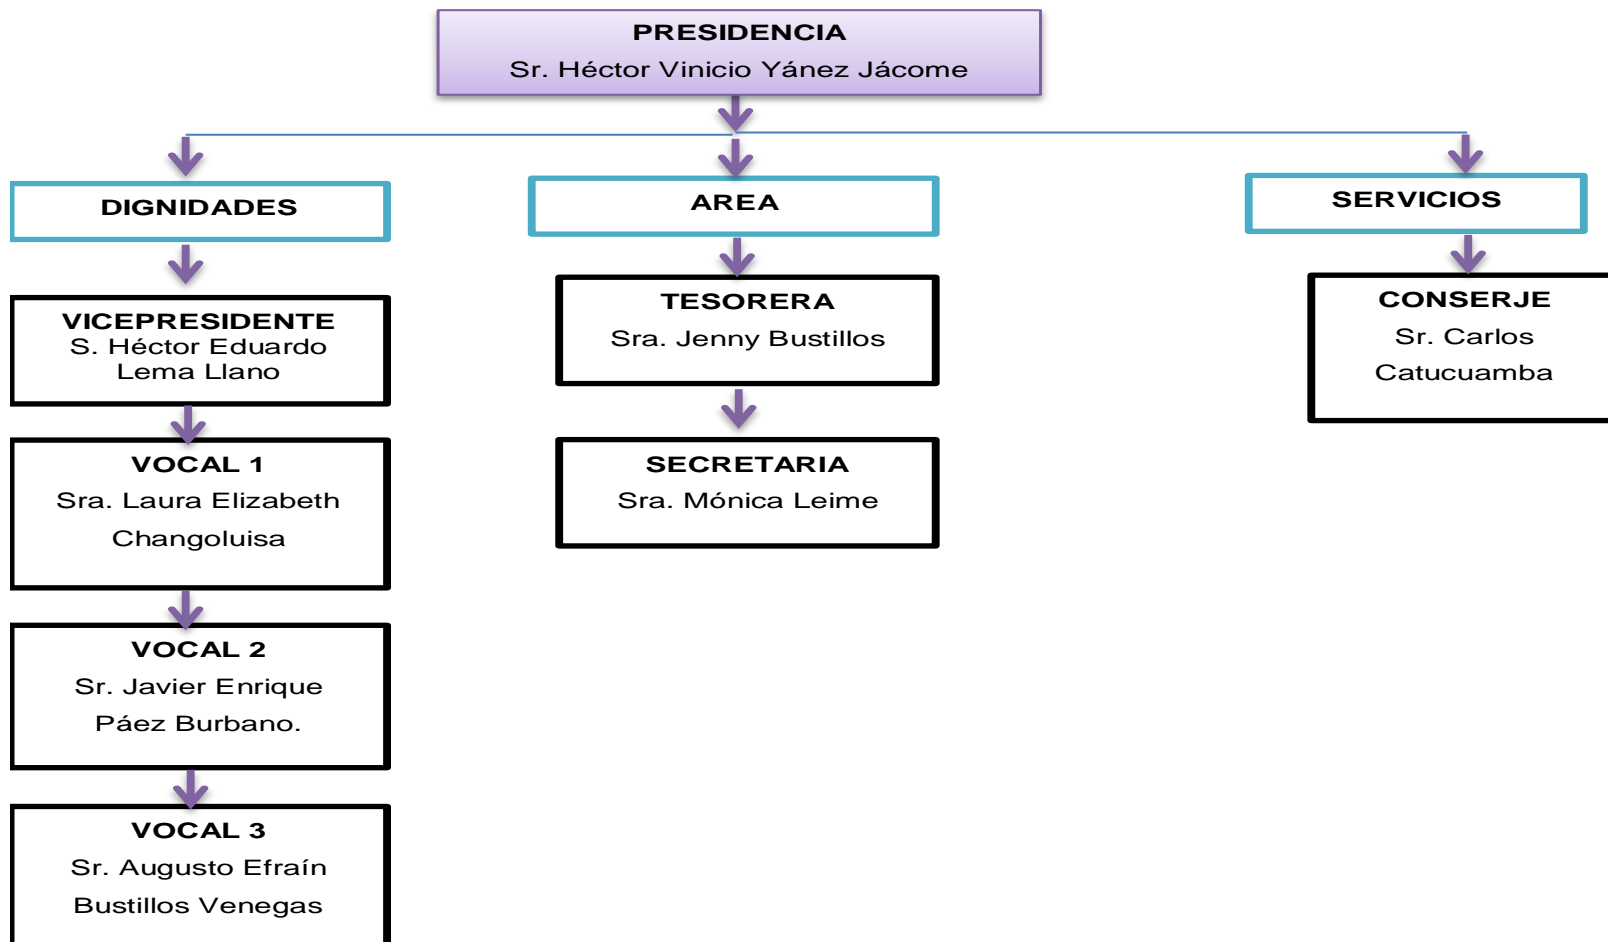 PRESIDENCIA
Sr. Héctor Vinicio Yánez Jácome
DIGNIDADES
AREA
SERVICIOS
VICEPRESIDENTE
S. Héctor Eduardo
Lema Llano
TESORERA
Sra. Jenny Bustillos
CONSERJE
Sr. Carlos
Catucuamba
VOCAL 1
Sra. Laura Elizabeth
Changoluisa
SECRETARIA
Sra. Mónica Leime
VOCAL 2
Sr. Javier Enrique
Páez Burbano.
VOCAL 3
Sr. Augusto Efraín
Bustillos Venegas